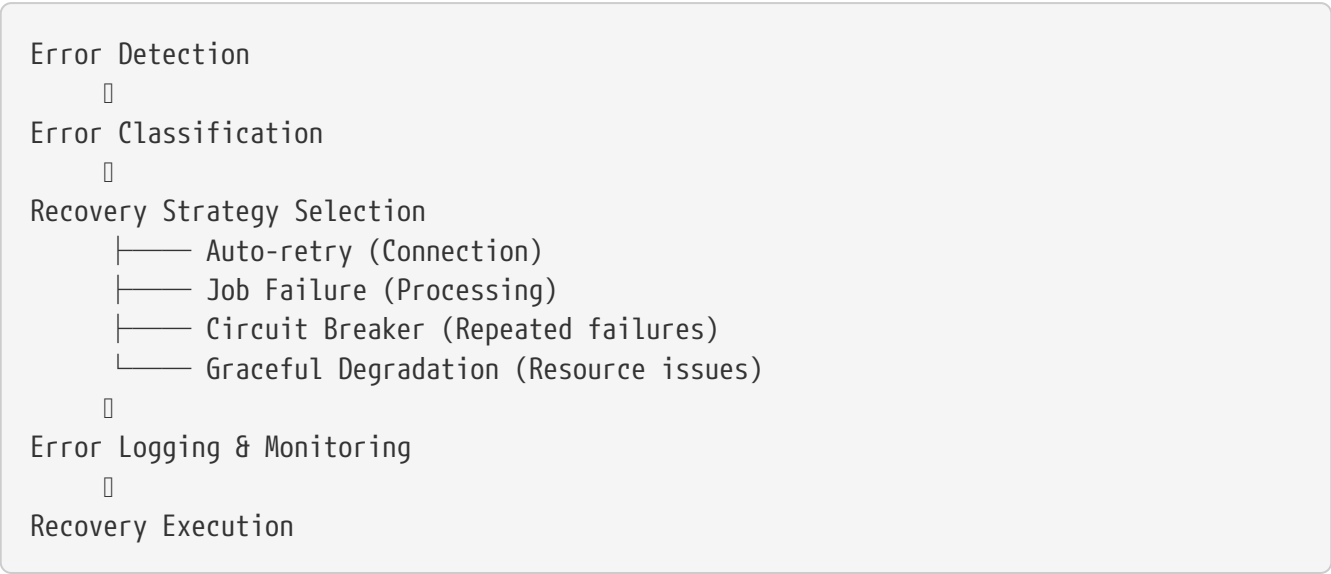 Error Detection
▯
Error Classification
▯
Recovery Strategy Selection
├──── Auto-retry (Connection)
├──── Job Failure (Processing)
├──── Circuit Breaker (Repeated failures)
└──── Graceful Degradation (Resource issues)
▯
Error Logging & Monitoring
▯
Recovery Execution